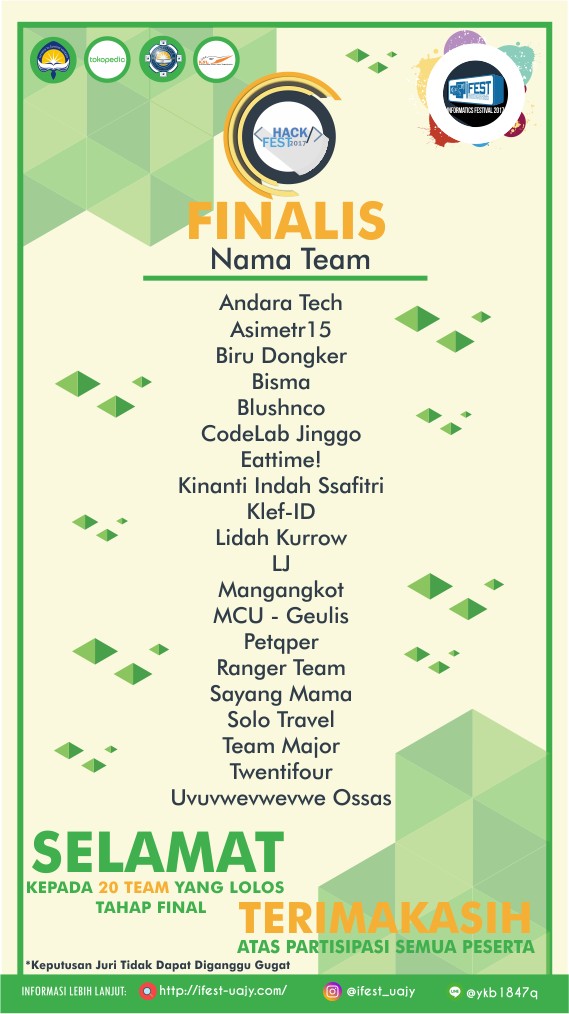 tokopedia
IFEST
INFORMATICS FESTIVAL 2017
HACK
FEST2017
FINALIS
Nama Team
Andara Tech
Asimetr15
Biru Dongker
Bisma
Blushnco
CodeLab Jinggo
Eattime!
Kinanti Indah Ssafitri
Klef-ID
Lidah Kurrow
LJ
Mangangkot
MCU - Geulis
Petqper
Ranger Team
Sayang Mama
Solo Travel
Team Major
Twentifour
Uvuvwevwevwe Ossas
SELAMAT
KEPADA 20 TEAM YANG LOLOS
TAHAP FINAL
TERIMAKASIH
ATAS PARTISIPASI SEMUA PESERTA
*Keputusan Juri Tidak Dapat Diganggu Gugat
INFORMASI LEBIH LANJUT: http://ifest-uajy.com/ @ifest_uajy @ykb1847q